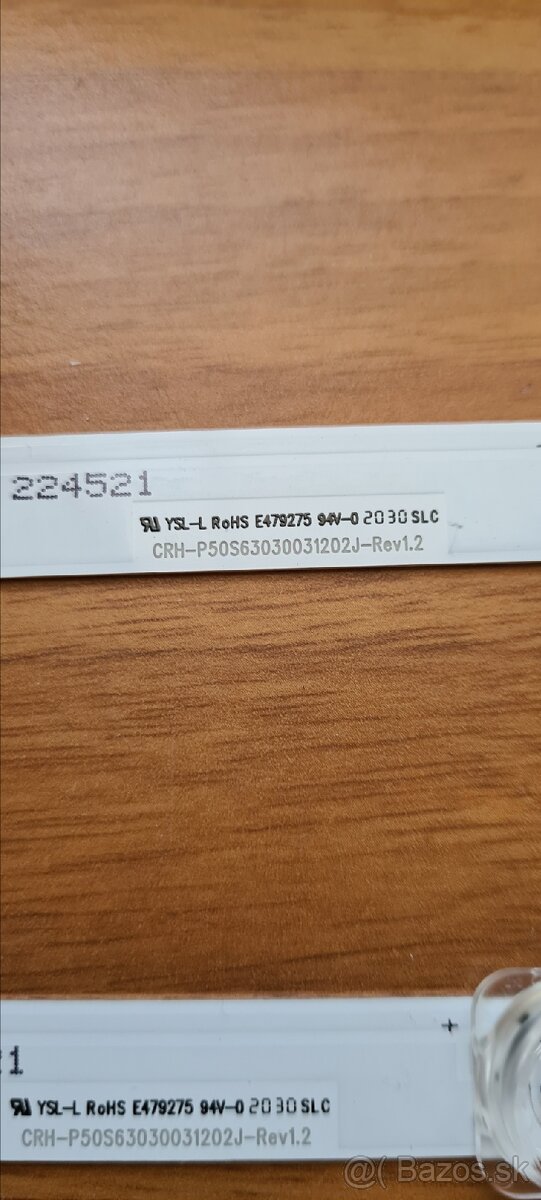 224521
YSL-L RoHS E479275 94V-0 2030 SLC
CRH-P50S63030031202J-Rev1.2
1
YSL-L RoHS E479275 94V-0 2030 SLC
CRH-P50S63030031202J-Rev1.2
@( Bazos.sk